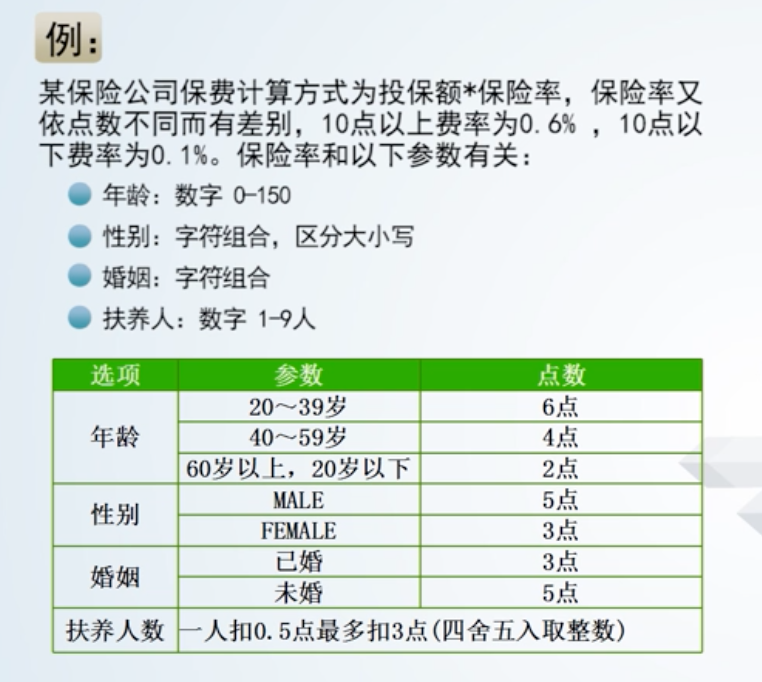 例：
某保险公司保费计算方式为投保额*保险率，保险率又
依点数不同而有差别，10点以上费率为0.6% ，10点以
下费率为0.1%。保险率和以下参数有关：
年龄：数字 0-150
性别：字符组合，区分大小写
婚姻：字符组合
扶养人：数字 1-9人
选项 参数 点数
年龄 20～39岁 6点
40～59岁 4点
60岁以上，20岁以下 2点
性别 MALE 5点
FEMALE 3点
婚姻 已婚 3点
未婚 5点
扶养人数 一人扣0.5点最多扣3点(四舍五入取整数)